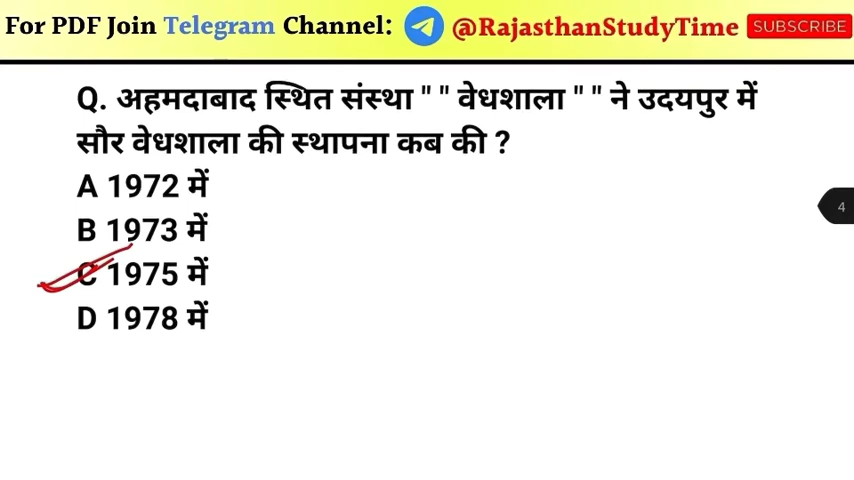 For PDF Join Telegram Channel: @RajasthanStudyTime SUBSCRIBE
Q. अहमदाबाद स्थित संस्था " " वेधशाला " " ने उदयपुर में
सौर वेधशाला की स्थापना कब की ?
A 1972 में
B 1973 में
4
C 1975 में
D 1978 में